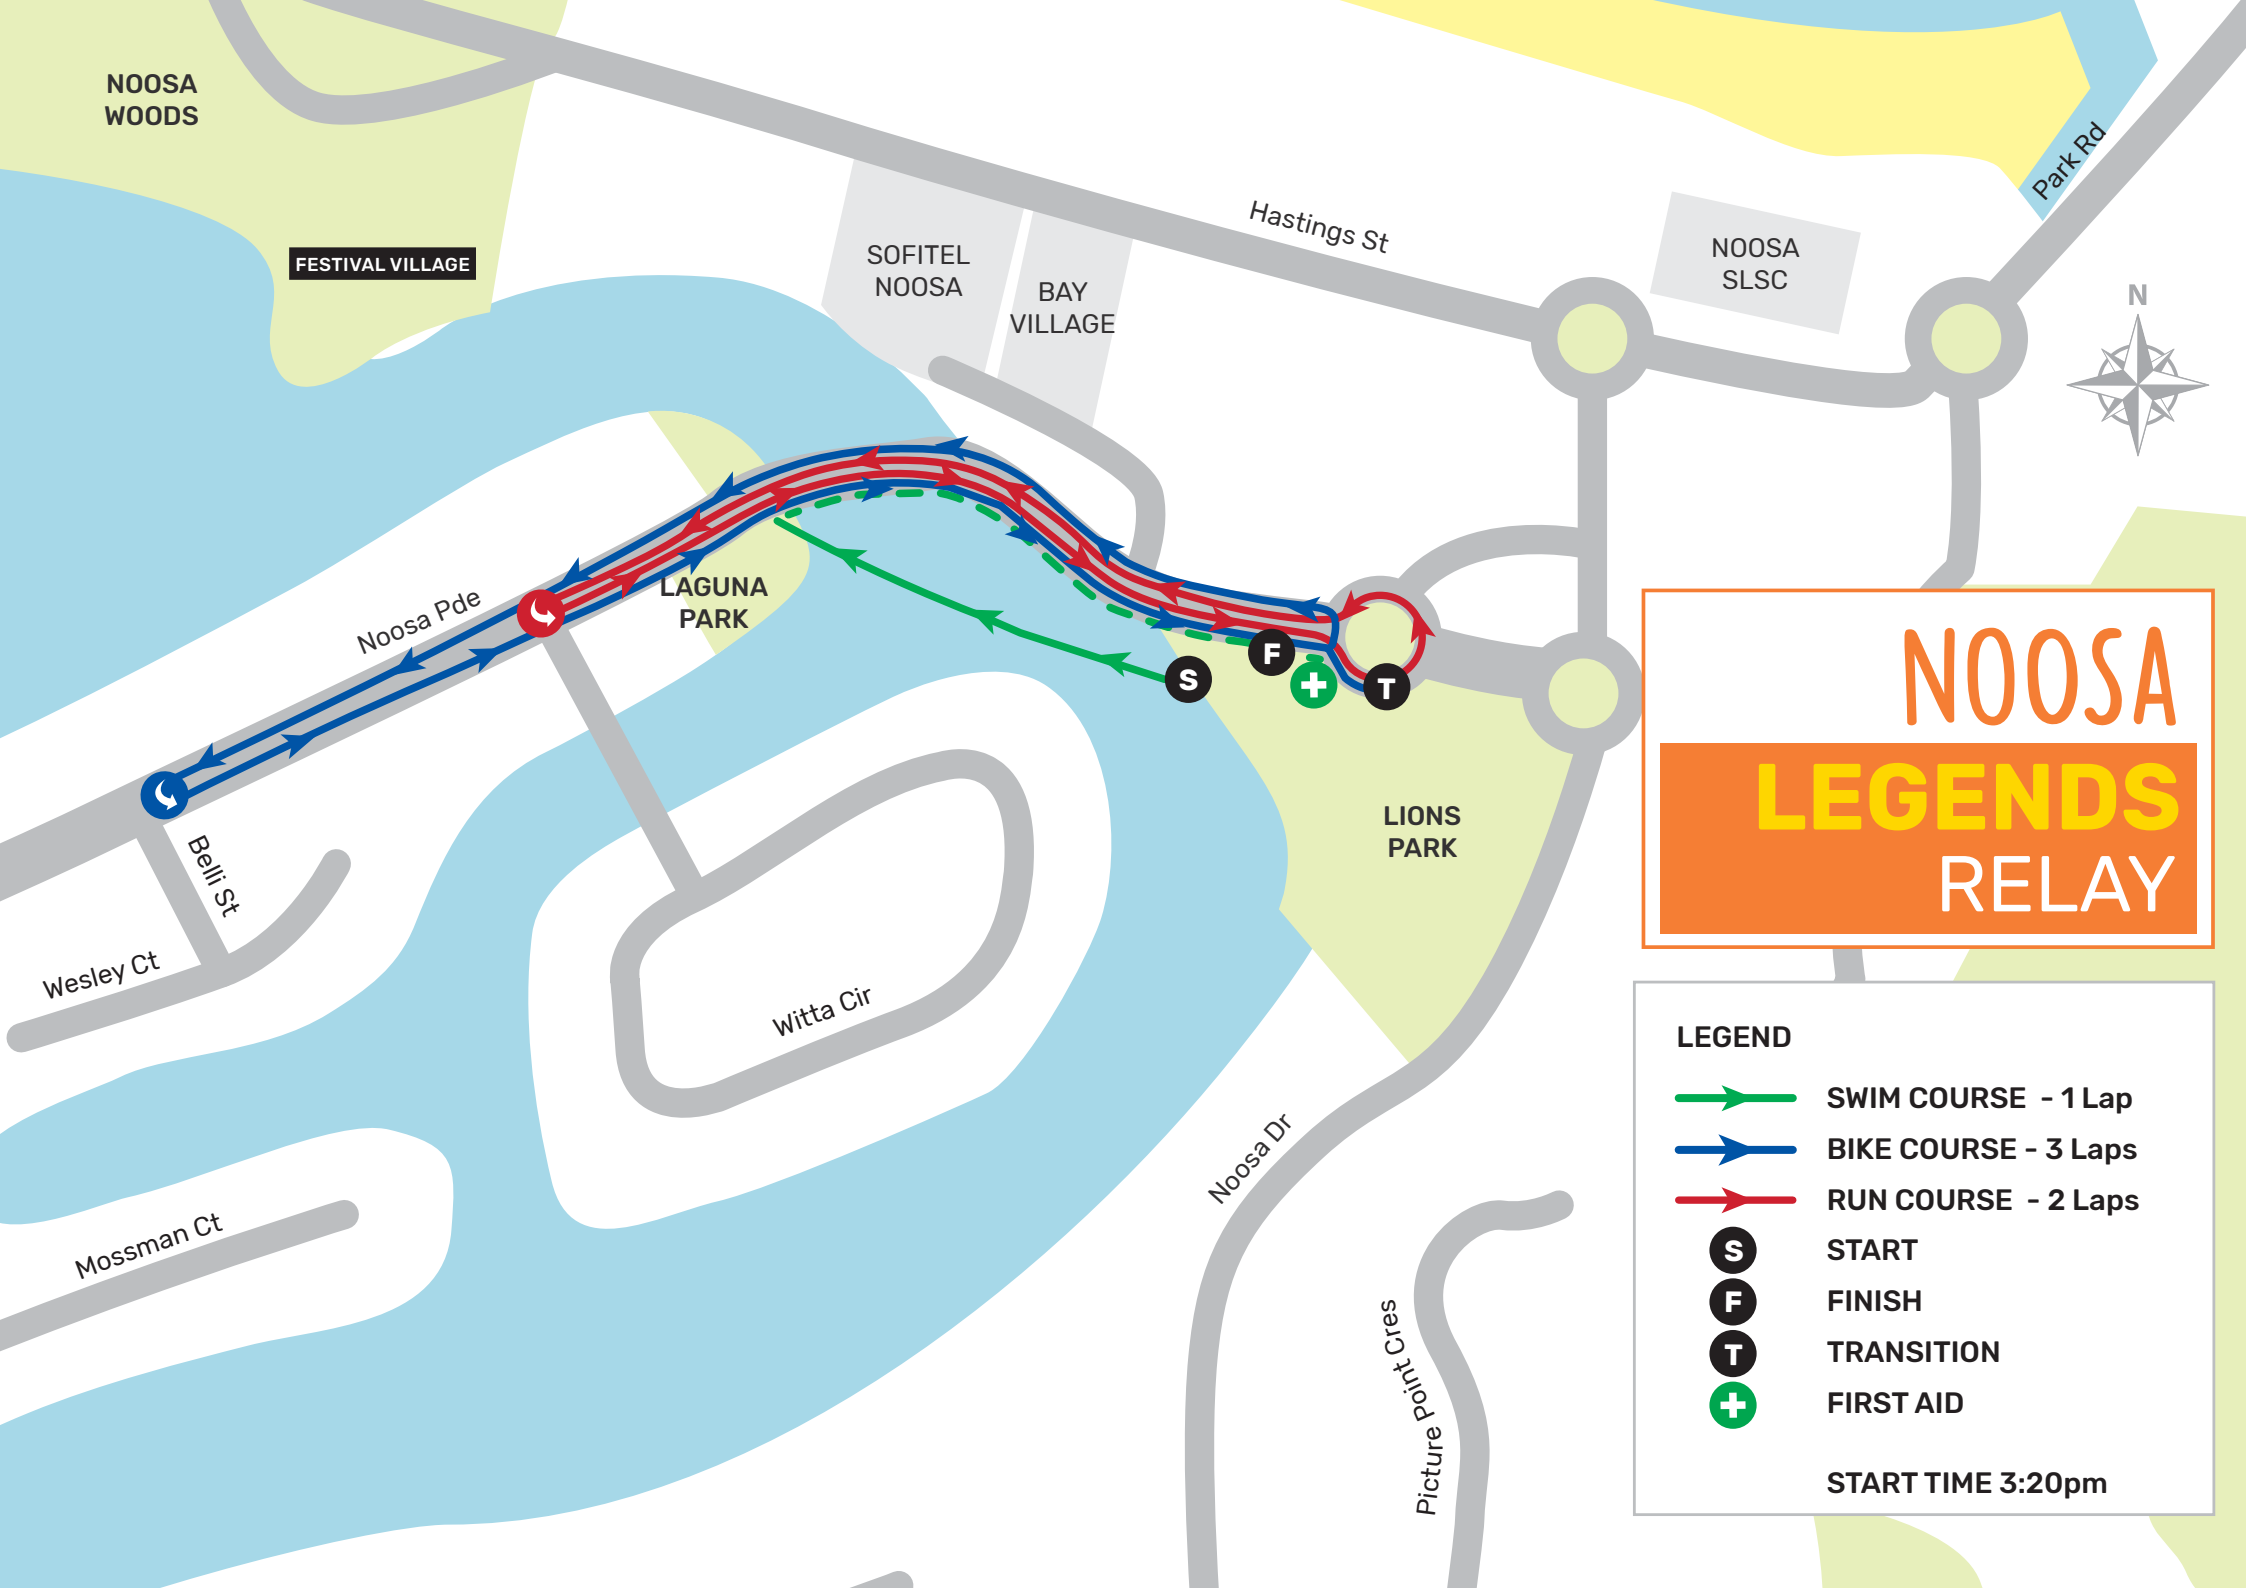 NOOSA
WOODS
FESTIVAL VILLAGE
SOFITEL
NOOSA
BAY
VILLAGE
Hastings St
NOOSA
SLSC
Park Rd
N
Noosa Pde
LAGUNA
PARK
S
F
T
LIONS
PARK
Belli St
Wesley Ct
Witta Cir
Mossman Ct
Noosa Dr
Picture Point Cres
NOOSA
LEGENDS
RELAY
LEGEND
SWIM COURSE - 1 Lap
BIKE COURSE - 3 Laps
RUN COURSE - 2 Laps
S START
F FINISH
T TRANSITION
FIRST AID
START TIME 3:20pm